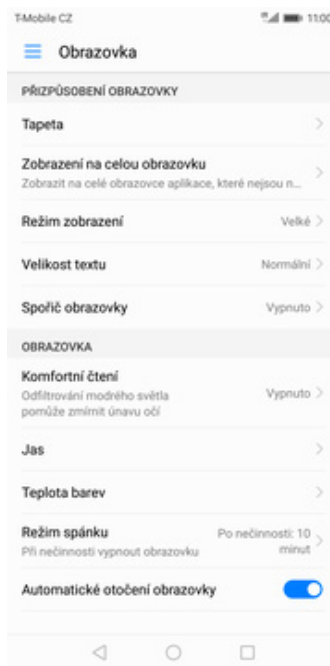 T-Mobile CZ 11:00
Obrazovka
PŘIZPŮSOBENÍ OBRAZOVKY
Tapeta
Zobrazení na celou obrazovku
Zobrazit na celé obrazovce aplikace, které nejsou n...
Režim zobrazení Velké
Velikost textu Normální
Spořič obrazovky Vypnuto
OBRAZOVKA
Komfortní čtení
Odfiltrování modrého světla Vypnuto
pomůže zmírnit únavu očí
Jas
Teplota barev
Režim spánku Po nečinnosti: 10
Při nečinnosti vypnout obrazovku minut
Automatické otočení obrazovky